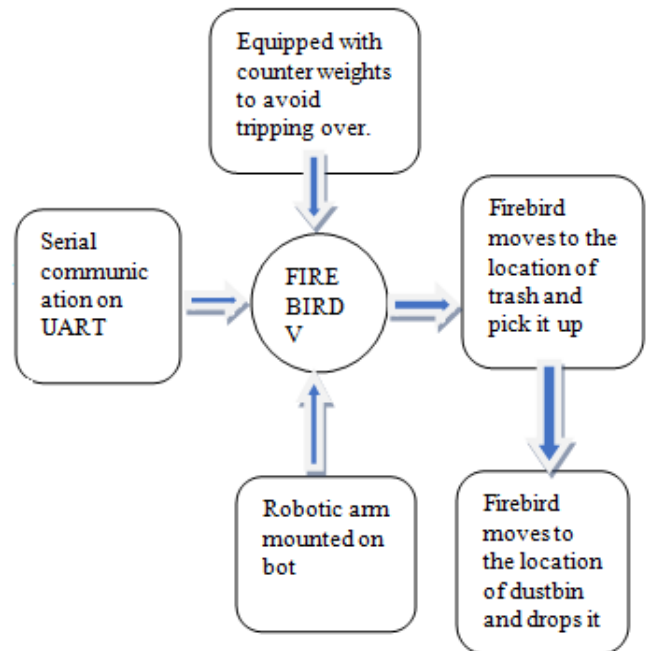 Equipped with
counter weights
to avoid
tripping over.
Serial
communic
ation on
UART
FIRE
BIRD
V
Firebird
moves to the
location of
trash and
pick it up
Robotic arm
mounted on
bot
Firebird
moves to
the location
of dustbin
and drops it